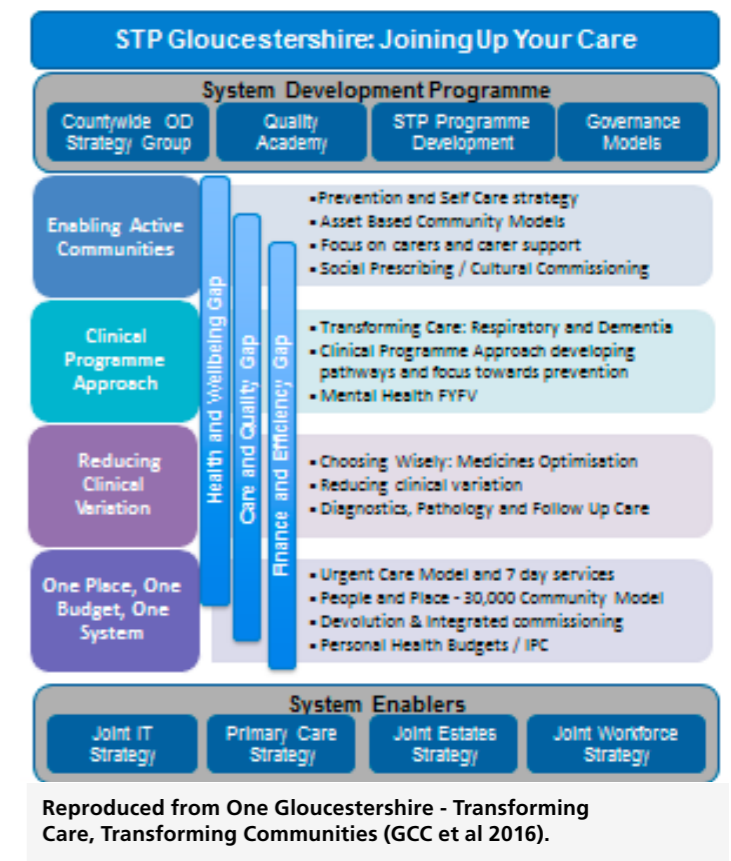 STP Gloucestershire: Joining Up Your Care
System Development Programme
Countywide OD
Strategy Group
Quality
Academy
STP Programme
Development
Governance
Models
Enabling Active
Communities
▪Prevention and Self Care strategy
▪Asset Based Community Models
▪Focus on carers and carer support
▪Social Prescribing / Cultural Commissioning
Clinical
Programme
Approach
▪Transforming Care: Respiratory and Dementia
▪Clinical Programme Approach developing
pathways and focus towards prevention
▪Mental Health FYFV
Reducing
Clinical
Variation
▪Choosing Wisely: Medicines Optimisation
▪Reducing clinical variation
▪Diagnostics, Pathology and Follow Up Care
One Place, One
Budget, One
System
▪Urgent Care Model and 7 day services
▪People and Place - 30,000 Community Model
▪Devolution & Integrated commissioning
▪Personal Health Budgets / IPC
Health and Wellbeing Gap
Care and Quality Gap
Finance and Efficiency Gap
System Enablers
Joint IT
Strategy
Primary Care
Strategy
Joint Estates
Strategy
Joint Workforce
Strategy
Reproduced from One Gloucestershire - Transforming
Care, Transforming Communities (GCC et al 2016).